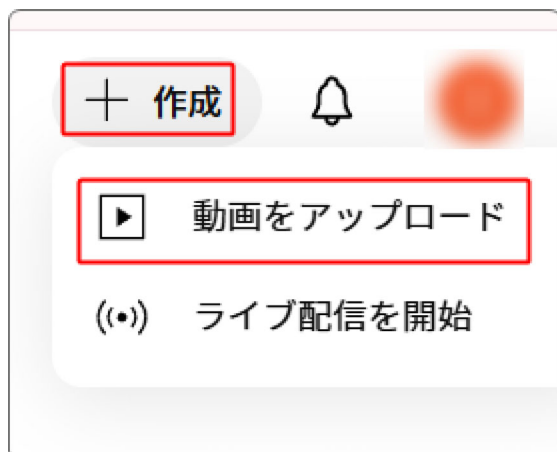 作成
動画をアップロード
ライブ配信を開始